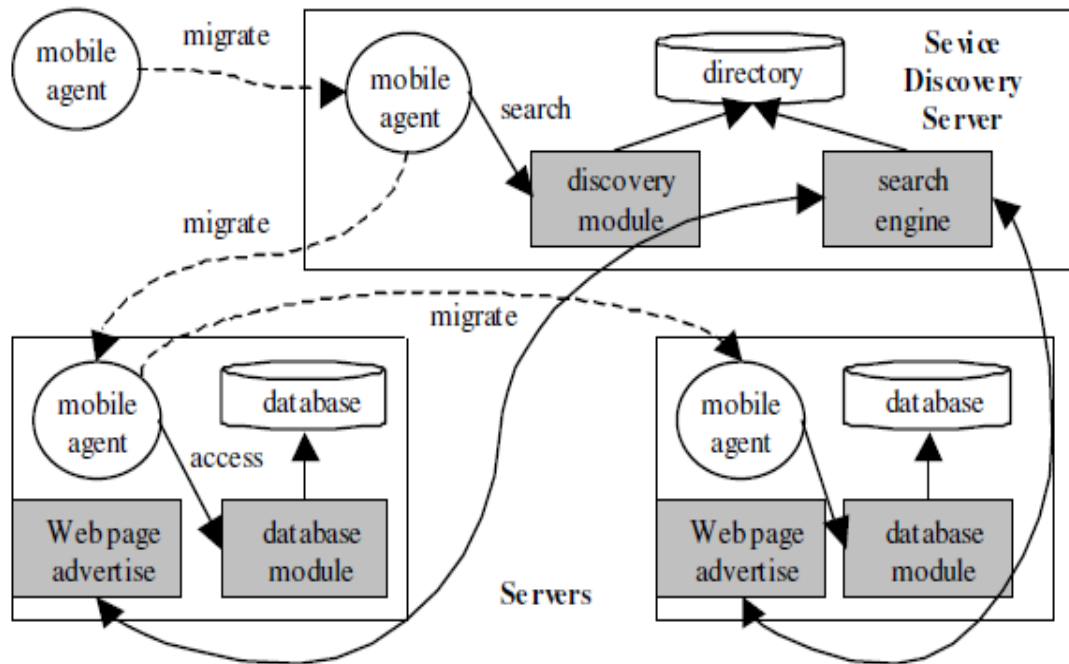 mobile
agent
migrate
mobile
agent
search
directory
Sevice
Discovery
Server
discovery
module
search
engine
migrate
migrate
mobile
agent
database
access
Web page
advertise
database
module
Servers
mobile
agent
database
Web page
advertise
database
module